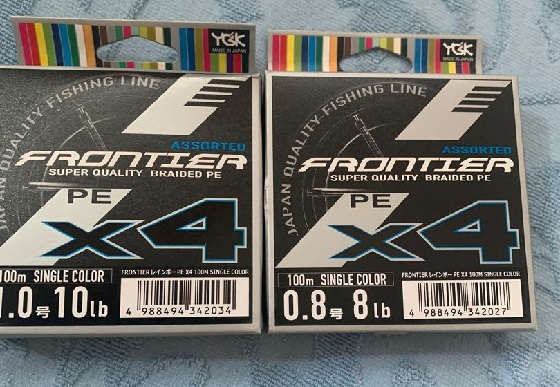 YGK
MADE IN JAPAN
JAPAN QUALITY FISHING LINE
ASSORTED
FRONTIER
SUPER QUALITY BRAIDED PE
PE
X4
100m SINGLE COLOR
FRONTIER レインボー PE X4 100M SINGLE COLOR
1.0号 10lb
4 988494 342034
YGK
MADE IN JAPAN
JAPAN QUALITY FISHING LINE
ASSORTED
FRONTIER
SUPER QUALITY BRAIDED PE
PE
X4
100m SINGLE COLOR
FRONTIER レインボー PE X4 100M SINGLE COLOR
0.8号 8lb
4 988494 342027